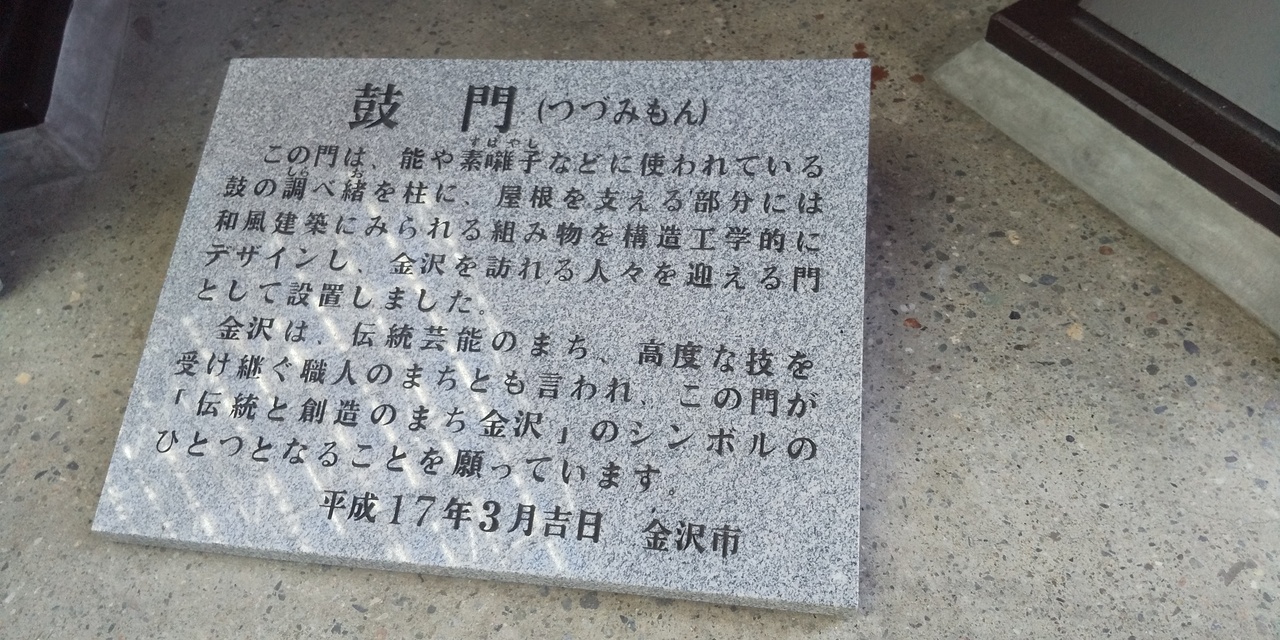 鼓 門 (つづみもん)
この門は、能や素囃子などに使われている
鼓の調べ緒を柱に、屋根を支える部分には
和風建築にみられる組み物を構造工学的に
デザインし、金沢を訪れる人々を迎える門
として設置しました。
金沢は、伝統芸能のまち、高度な技を
受け継ぐ職人のまちとも言われ、この門が
「伝統と創造のまち金沢」のシンボルの
ひとつとなることを願っています。
平成17年3月吉日 金沢市